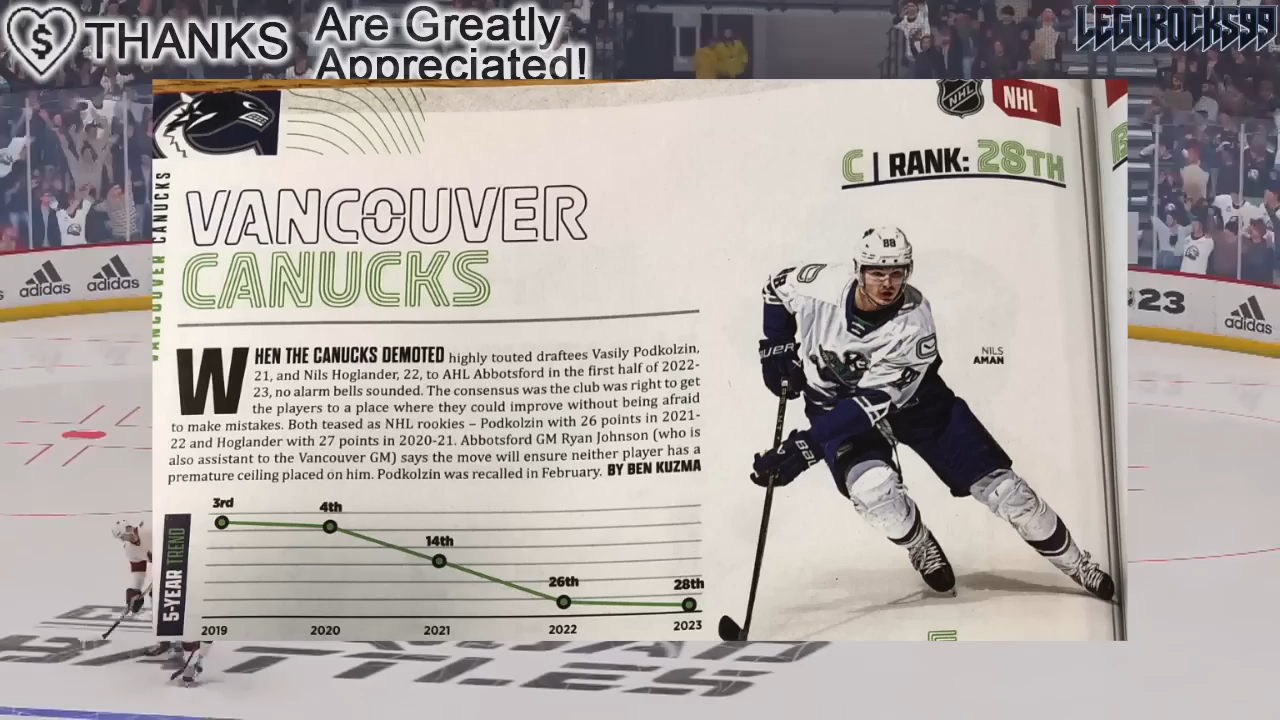 THANKS
Are Greatly
Appreciated!
LEGOROCKS99
NHL
NHL
C | RANK: 28TH
VANCOUVER CANUCKS
VANCOUVER
CANUCKS
WHEN THE CANUCKS DEMOTED highly touted draftees Vasily Podkolzin,
21, and Nils Hoglander, 22, to AHL Abbotsford in the first half of 2022-
23, no alarm bells sounded. The consensus was the club was right to get
the players to a place where they could improve without being afraid
to make mistakes. Both teased as NHL rookies – Podkolzin with 26 points in 2021-
22 and Hoglander with 27 points in 2020-21. Abbotsford GM Ryan Johnson (who is
also assistant to the Vancouver GM) says the move will ensure neither player has a
premature ceiling placed on him. Podkolzin was recalled in February. BY BEN KUZMA
5-YEAR TREND
3rd
4th
14th
26th
28th
2019
2020
2021
2022
2023
NILS
AMAN
88
88
adidas
adidas
23
adidas